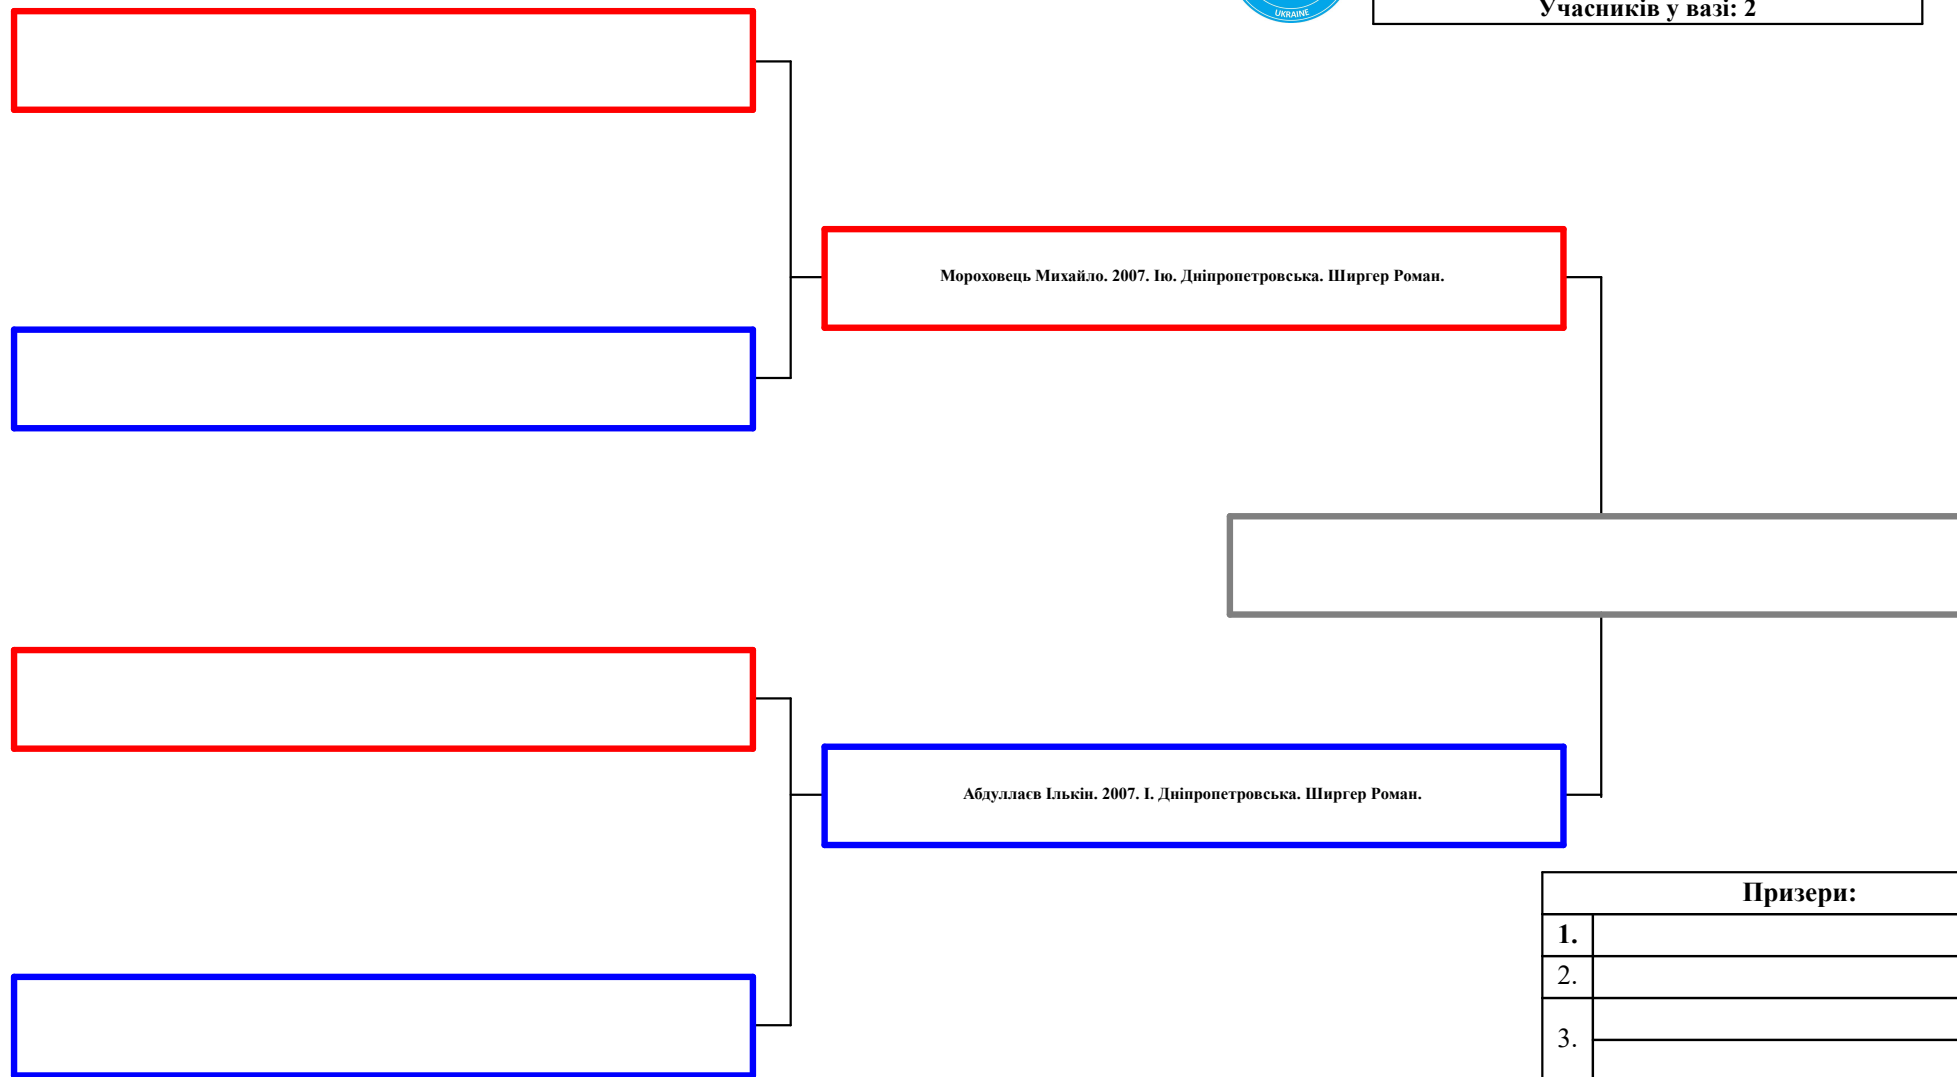 UKRAINE
Учасників у вазі: 2
Мороховець Михайло. 2007. Ію. Дніпропетровська. Ширгер Роман.
Абдуллаєв Ількін. 2007. І. Дніпропетровська. Ширгер Роман.
Призери:
1.
2.
3.